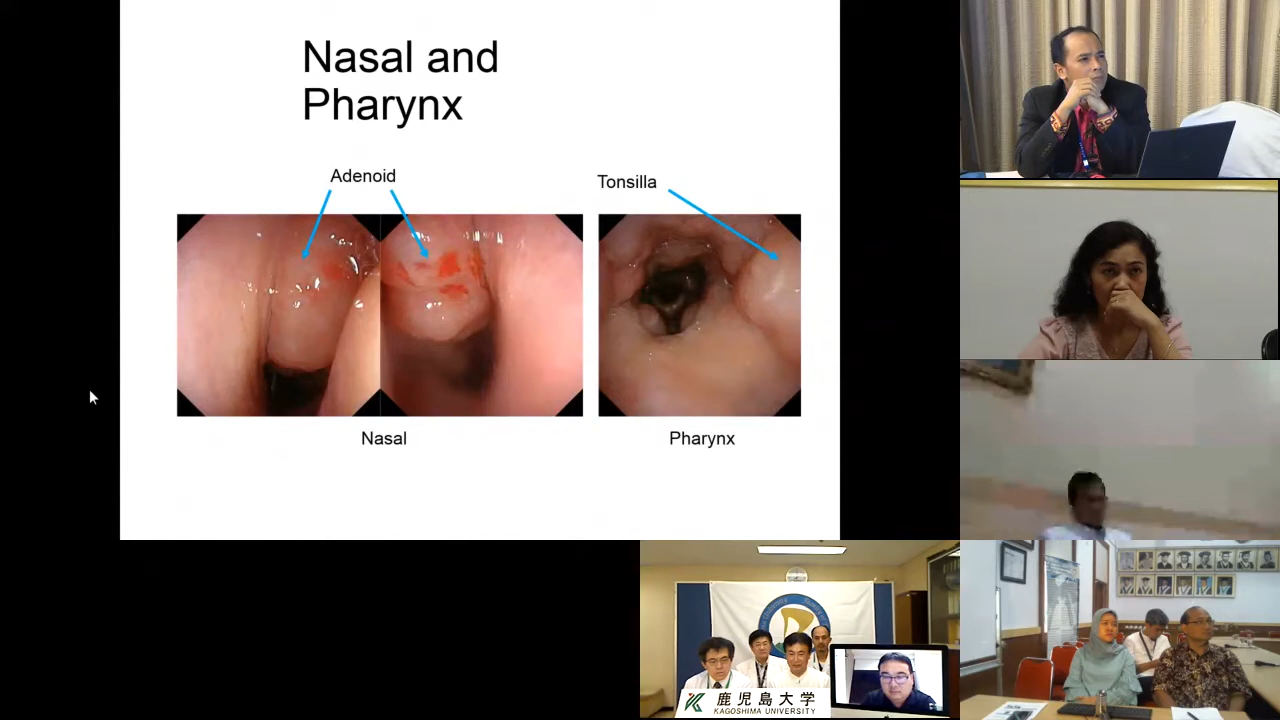 Nasal and
Pharynx
Adenoid
Tonsilla
Nasal
Pharynx
鹿児島大学
KAGOSHIMA UNIVERSITY